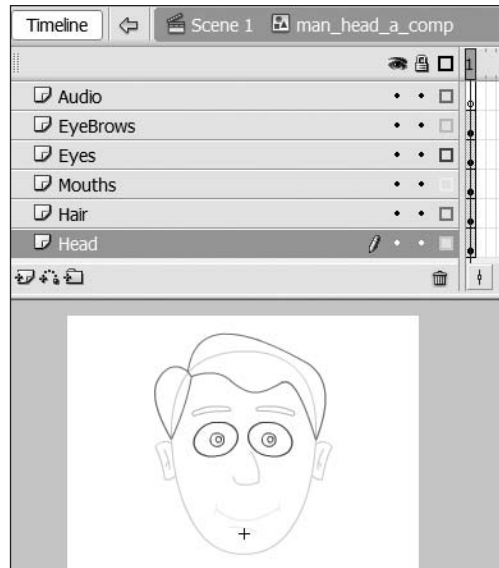 Timeline Scene 1 man_head_a_comp
1
Audio
EyeBrows
Eyes
Mouths
Hair
Head